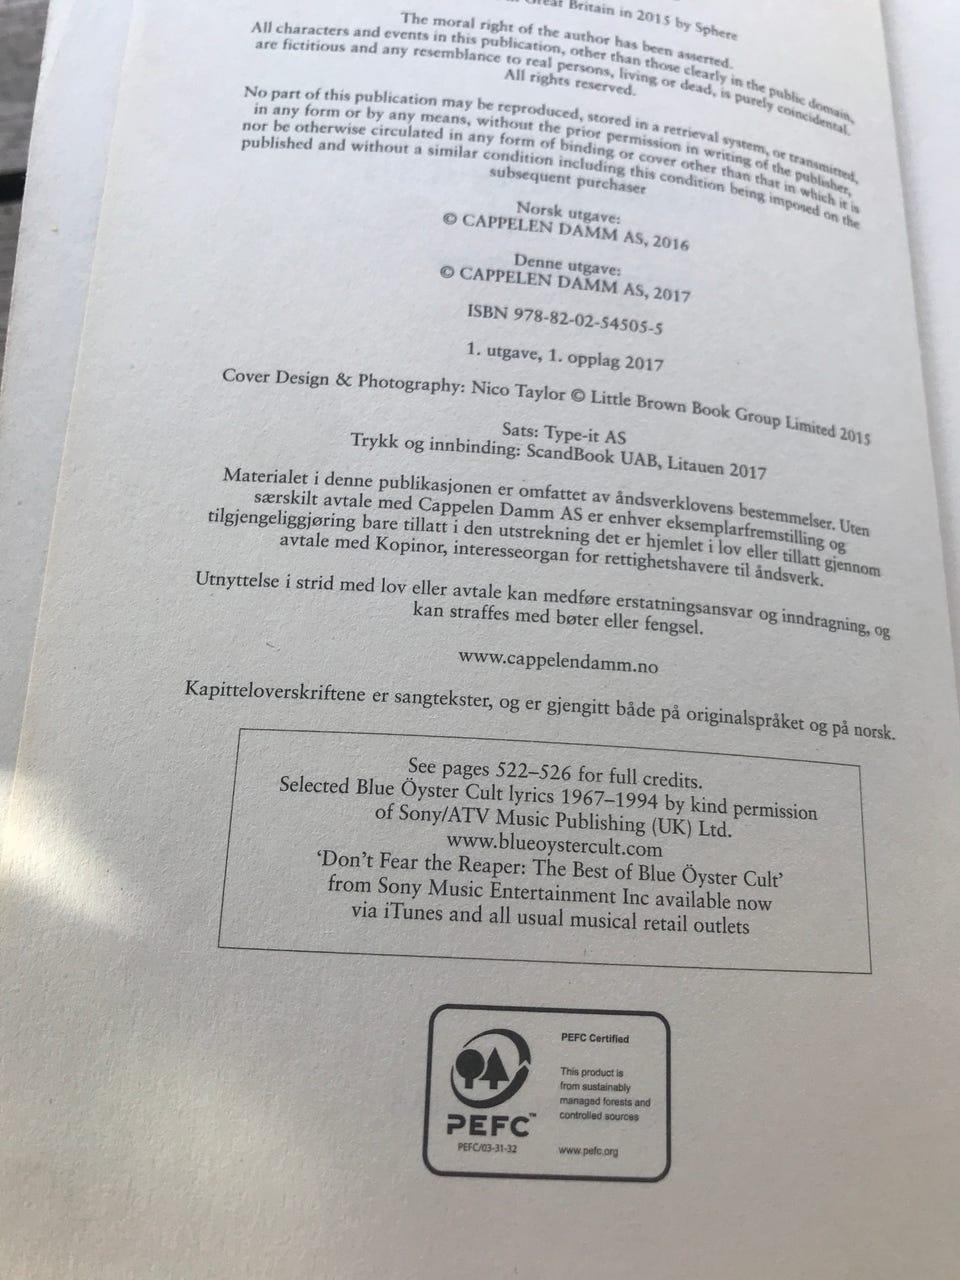 Great Britain in 2015 by Sphere
The moral right of the author has been asserted.
All characters and events in this publication, other than those clearly in the public domain,
are fictitious and any resemblance to real persons, living or dead, is purely coincidental.
All rights reserved.
No part of this publication may be reproduced, stored in a retrieval system, or transmitted,
in any form or by any means, without the prior permission in writing of the publisher,
nor be otherwise circulated in any form of binding or cover other than that in which it is
published and without a similar condition including this condition being imposed on the
subsequent purchaser
Norsk utgave:
© CAPPELEN DAMM AS, 2016
Denne utgave:
© CAPPELEN DAMM AS, 2017
ISBN 978-82-02-54505-5
1. utgave, 1. opplag 2017
Cover Design & Photography: Nico Taylor © Little Brown Book Group Limited 2015
Sats: Type-it AS
Trykk og innbinding: ScandBook UAB, Litauen 2017
Materialet i denne publikasjonen er omfattet av åndsverklovens bestemmelser. Uten
særskilt avtale med Cappelen Damm AS er enhver eksemplarfremstilling og
tilgjengeliggjøring bare tillatt i den utstrekning det er hjemlet i lov eller tillatt gjennom
avtale med Kopinor, interesseorgan for rettighetshavere til åndsverk.
Utnyttelse i strid med lov eller avtale kan medføre erstatningsansvar og inndragning, og
kan straffes med bøter eller fengsel.
www.cappelendamm.no
Kapitteloverskriftene er sangtekster, og er gjengitt både på originalspråket og på norsk.
See pages 522–526 for full credits.
Selected Blue Öyster Cult lyrics 1967–1994 by kind permission
of Sony/ATV Music Publishing (UK) Ltd.
www.blueoystercult.com
‘Don’t Fear the Reaper: The Best of Blue Öyster Cult’
from Sony Music Entertainment Inc available now
via iTunes and all usual musical retail outlets
PEFC Certified
This product is
from sustainably
managed forests and
controlled sources
www.pefc.org
PEFC™
PEFC/03-31-32